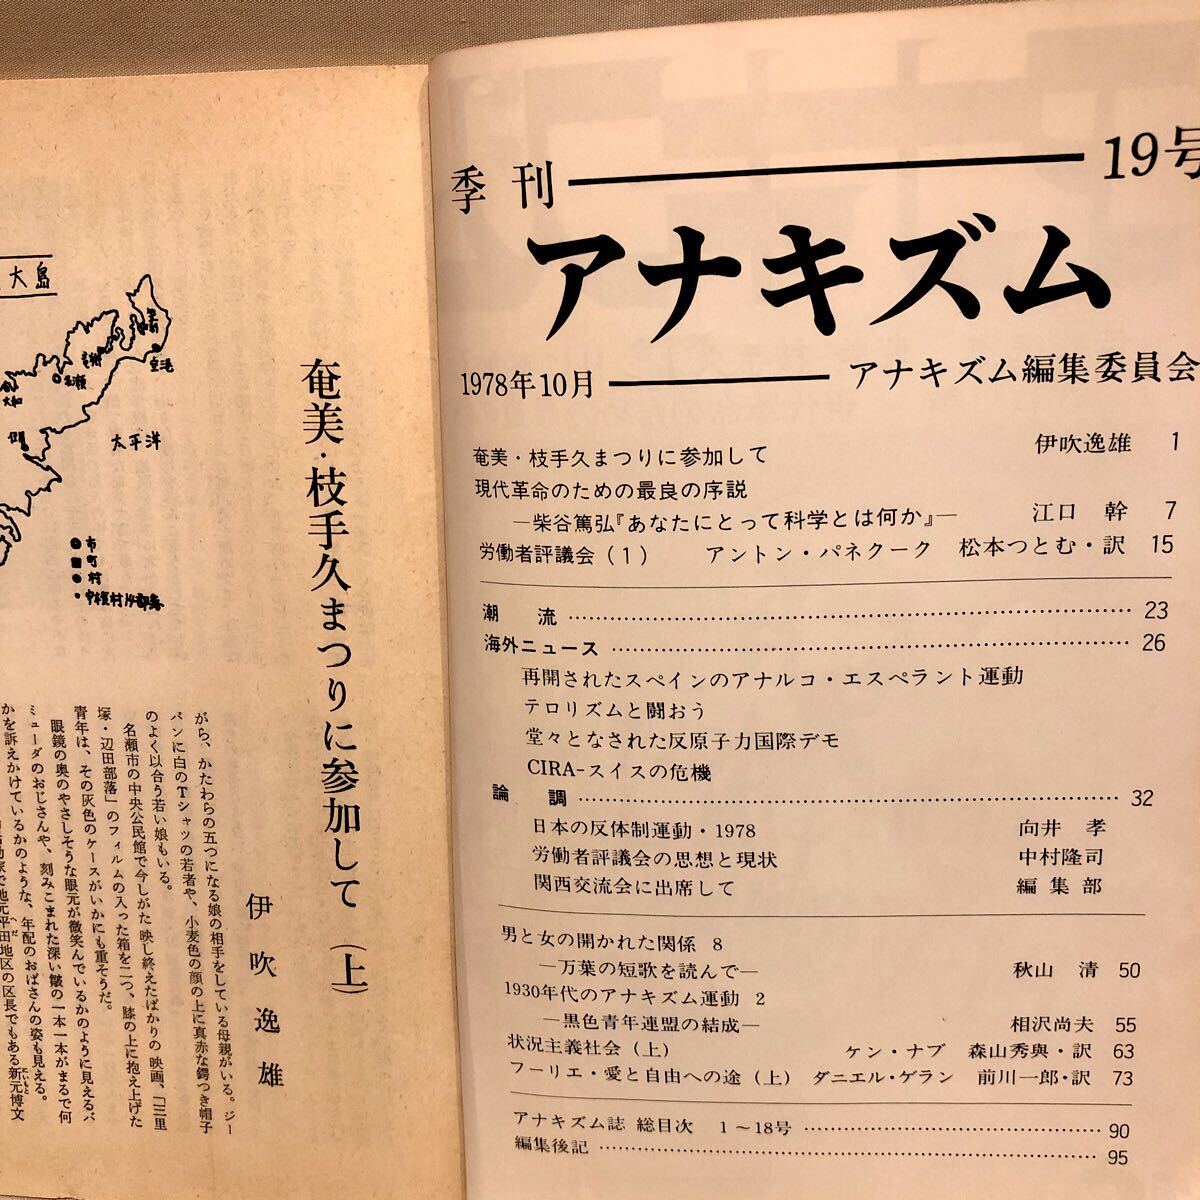 大島
名瀬
太平洋
市
町
村
奄美・枝手久まつりに参加して（上）
伊吹逸雄
がら、かたわらの五つになる娘の相手をしている母親がいる。ジー
パンに白のTシャツの若者や、小麦色の顔の上に真赤な鍔つき帽子
のよく似合う若い娘もいる。
名瀬市の中央公民館で今しがた映し終えたばかりの映画、「三里
塚・辺田部落」のフィルムの入った箱を二つ、膝の上に抱え上げた
青年は、その灰色のケースがいかにも重そうだ。
眼鏡の奥のやさしそうな眼元が微笑んでいるかのように見えるバ
ミューダのおじさんや、刻みこまれた深い皺の一本一本がまるで何
かを訴えかけているかのような、年配のおばさんの姿も見える。
家で地元平田地区の区長でもある新元博文
季刊 19号
アナキズム
1978年10月 アナキズム編集委員会
奄美・枝手久まつりに参加して 伊吹逸雄 1
現代革命のための最良の序説
―柴谷篤弘『あなたにとって科学とは何か』― 江口 幹 7
労働者評議会（1） アントン・パネクーク 松本つとむ・訳 15
潮 流 23
海外ニュース 26
再開されたスペインのアナルコ・エスペラント運動
テロリズムと闘おう
堂々となされた反原子力国際デモ
CIRA-スイスの危機
論 調 32
日本の反体制運動・1978 向井 孝
労働者評議会の思想と現状 中村隆司
関西交流会に出席して 編集部
男と女の開かれた関係 8
―万葉の短歌を読んで― 秋山 清 50
1930年代のアナキズム運動 2
―黒色青年連盟の結成― 相沢尚夫 55
状況主義社会（上） ケン・ナブ 森山秀與・訳 63
フーリエ・愛と自由への途（上） ダニエル・ゲラン 前川一郎・訳 73
アナキズム誌 総目次 1～18号 90
編集後記 95